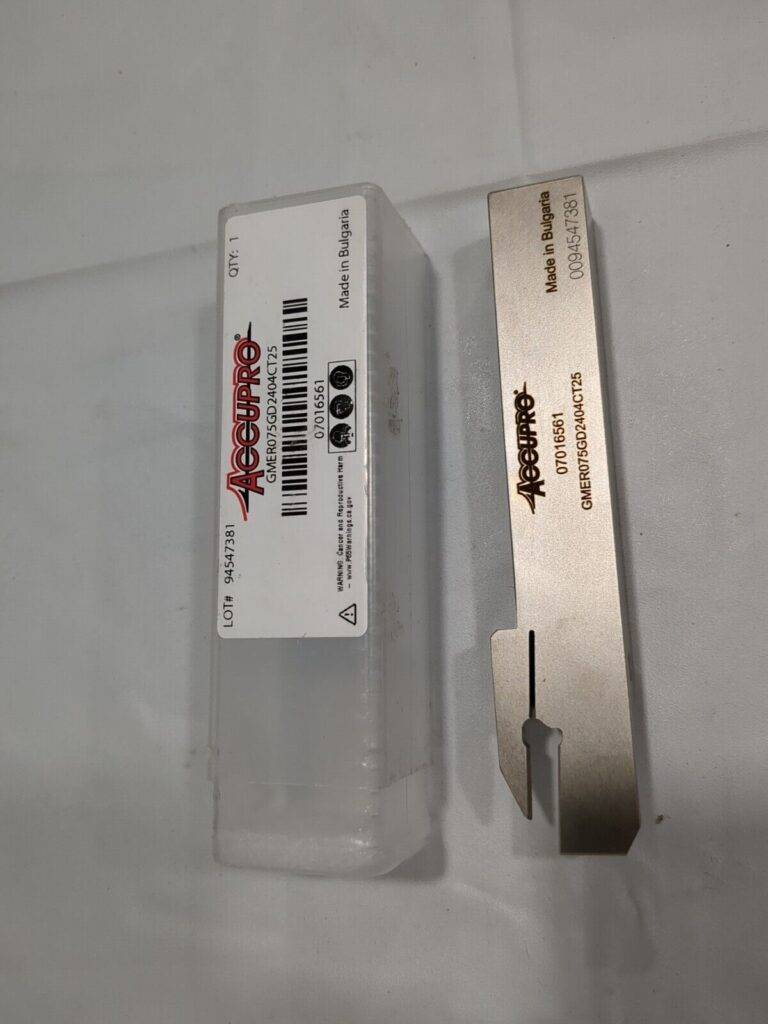 LOT# 94547381
QTY: 1
ACCUPRO®
GMER075GD2404CT25
07016561
Made in Bulgaria
WARNING: Cancer and Reproductive Harm
- www.P65Warnings.ca.gov
Made in Bulgaria
0094547381
ACCUPRO®
07016561
GMER075GD2404CT25